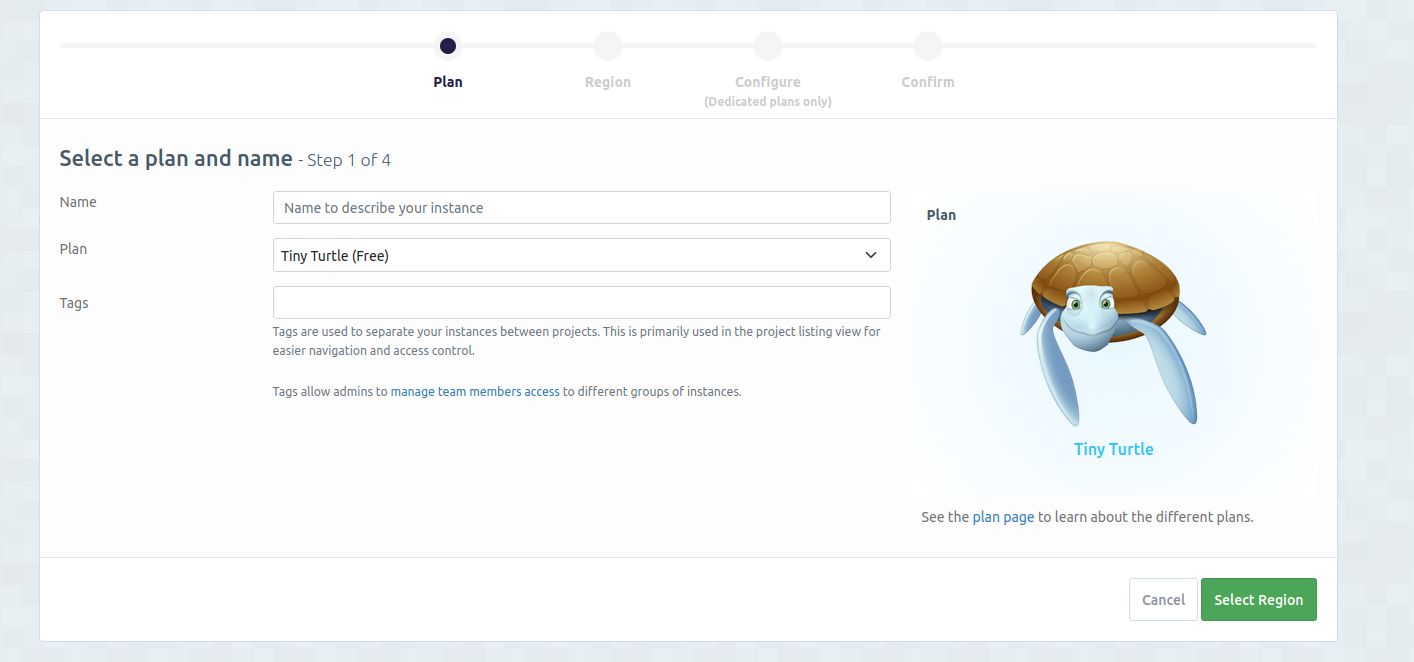 Plan
Region
Configure
(Dedicated plans only)
Confirm
Select a plan and name - Step 1 of 4
Name
Name to describe your instance
Plan
Tiny Turtle (Free)
Tags
Tags are used to separate your instances between projects. This is primarily used in the project listing view for
easier navigation and access control.
Tags allow admins to manage team members access to different groups of instances.
Plan
Tiny Turtle
See the plan page to learn about the different plans.
Cancel
Select Region